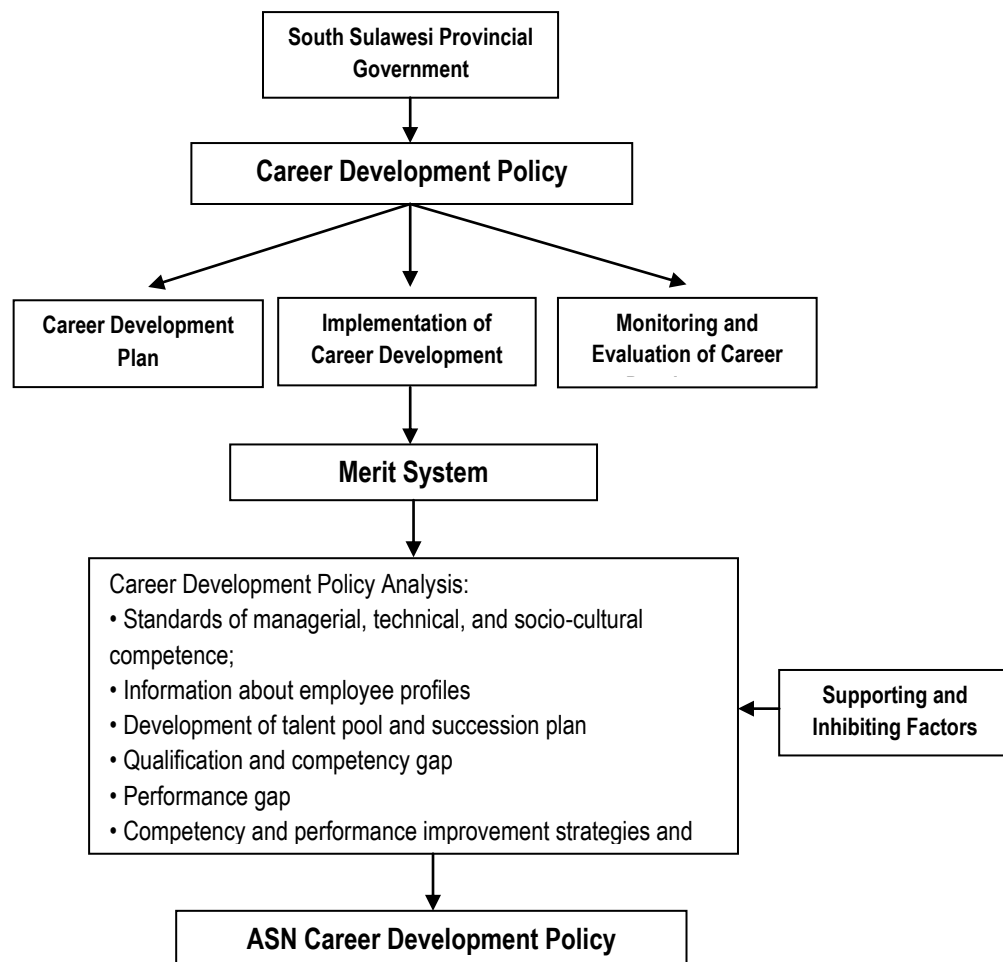 South Sulawesi Provincial
Government
Career Development Policy
Career Development
Plan
Implementation of
Career Development
Monitoring and
Evaluation of Career
Merit System
Career Development Policy Analysis:
• Standards of managerial, technical, and socio-cultural
competence;
• Information about employee profiles
• Development of talent pool and succession plan
• Qualification and competency gap
• Performance gap
• Competency and performance improvement strategies and
Supporting and
Inhibiting Factors
ASN Career Development Policy